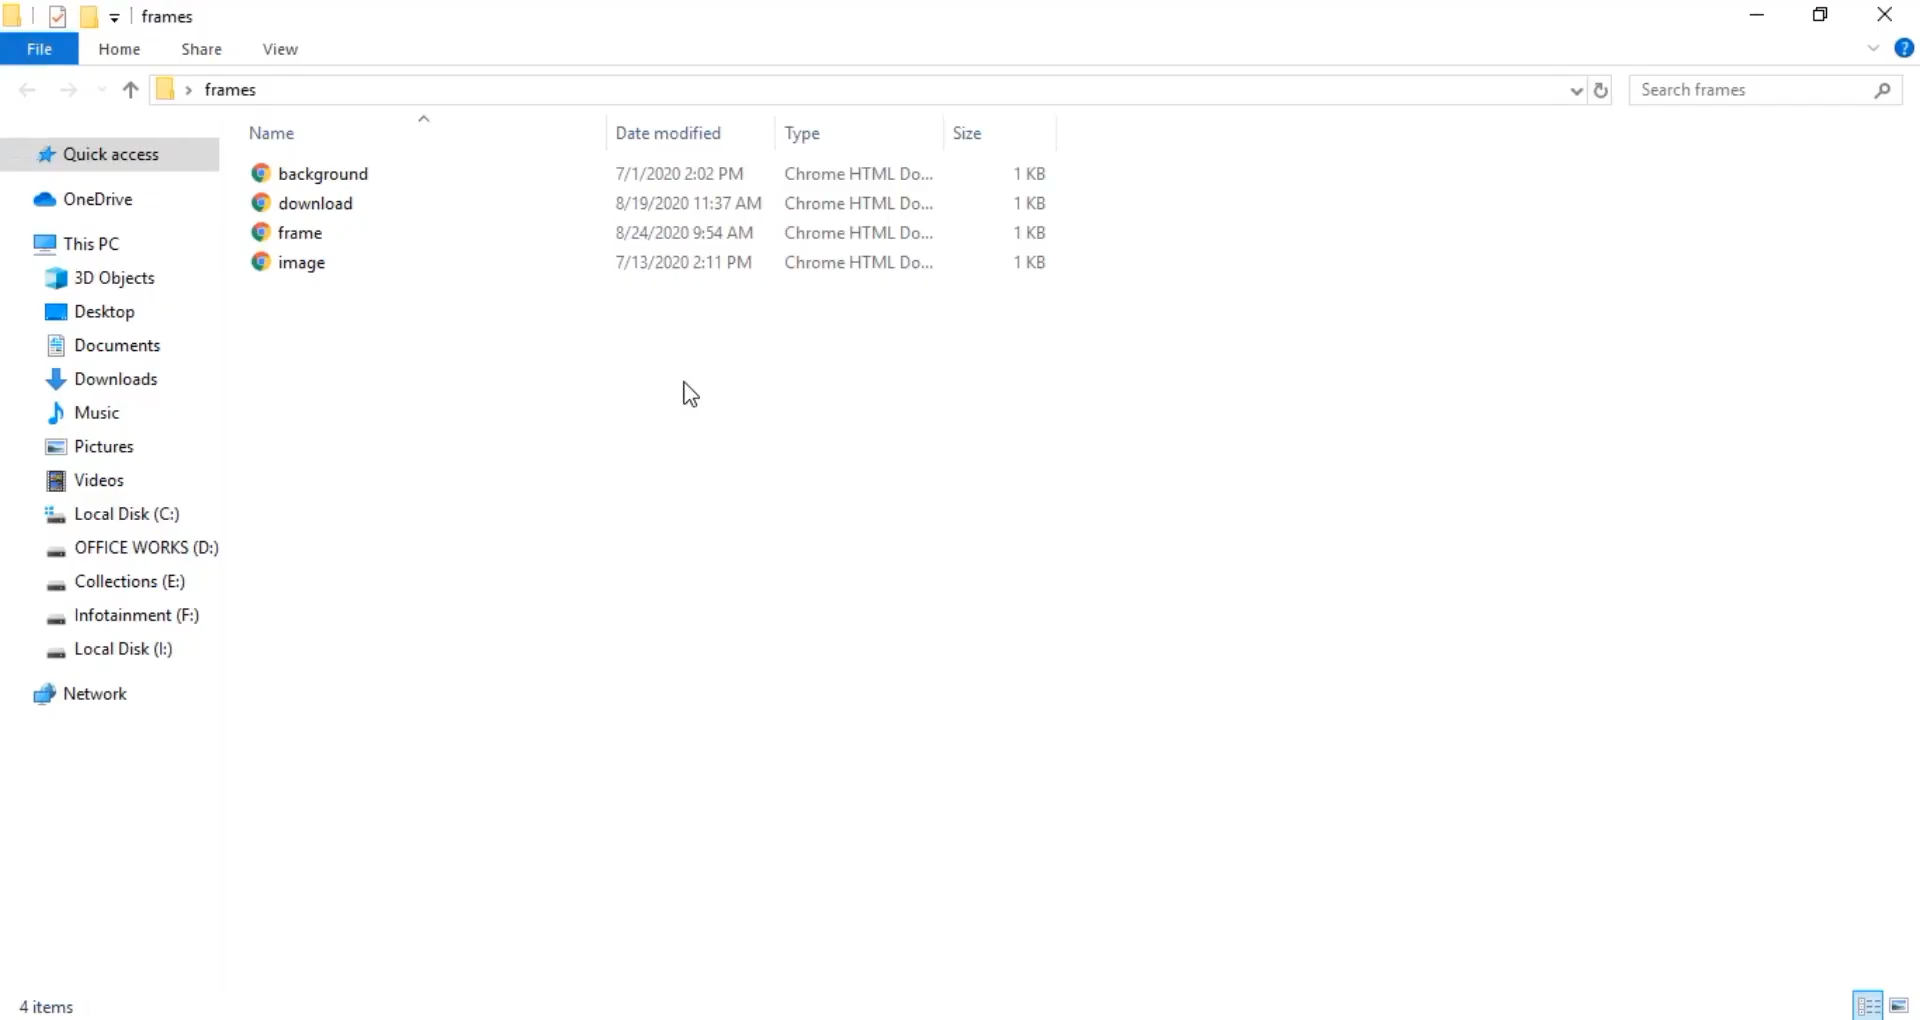 frames
File Home Share View ?
frames Search frames
Name Date modified Type Size
Quick access
OneDrive
This PC
3D Objects
Desktop
Documents
Downloads
Music
Pictures
Videos
Local Disk (C:)
OFFICE WORKS (D:)
Collections (E:)
Infotainment (F:)
Local Disk (I:)
Network
background 7/1/2020 2:02 PM Chrome HTML Do... 1 KB
download 8/19/2020 11:37 AM Chrome HTML Do... 1 KB
frame 8/24/2020 9:54 AM Chrome HTML Do... 1 KB
image 7/13/2020 2:11 PM Chrome HTML Do... 1 KB
4 items